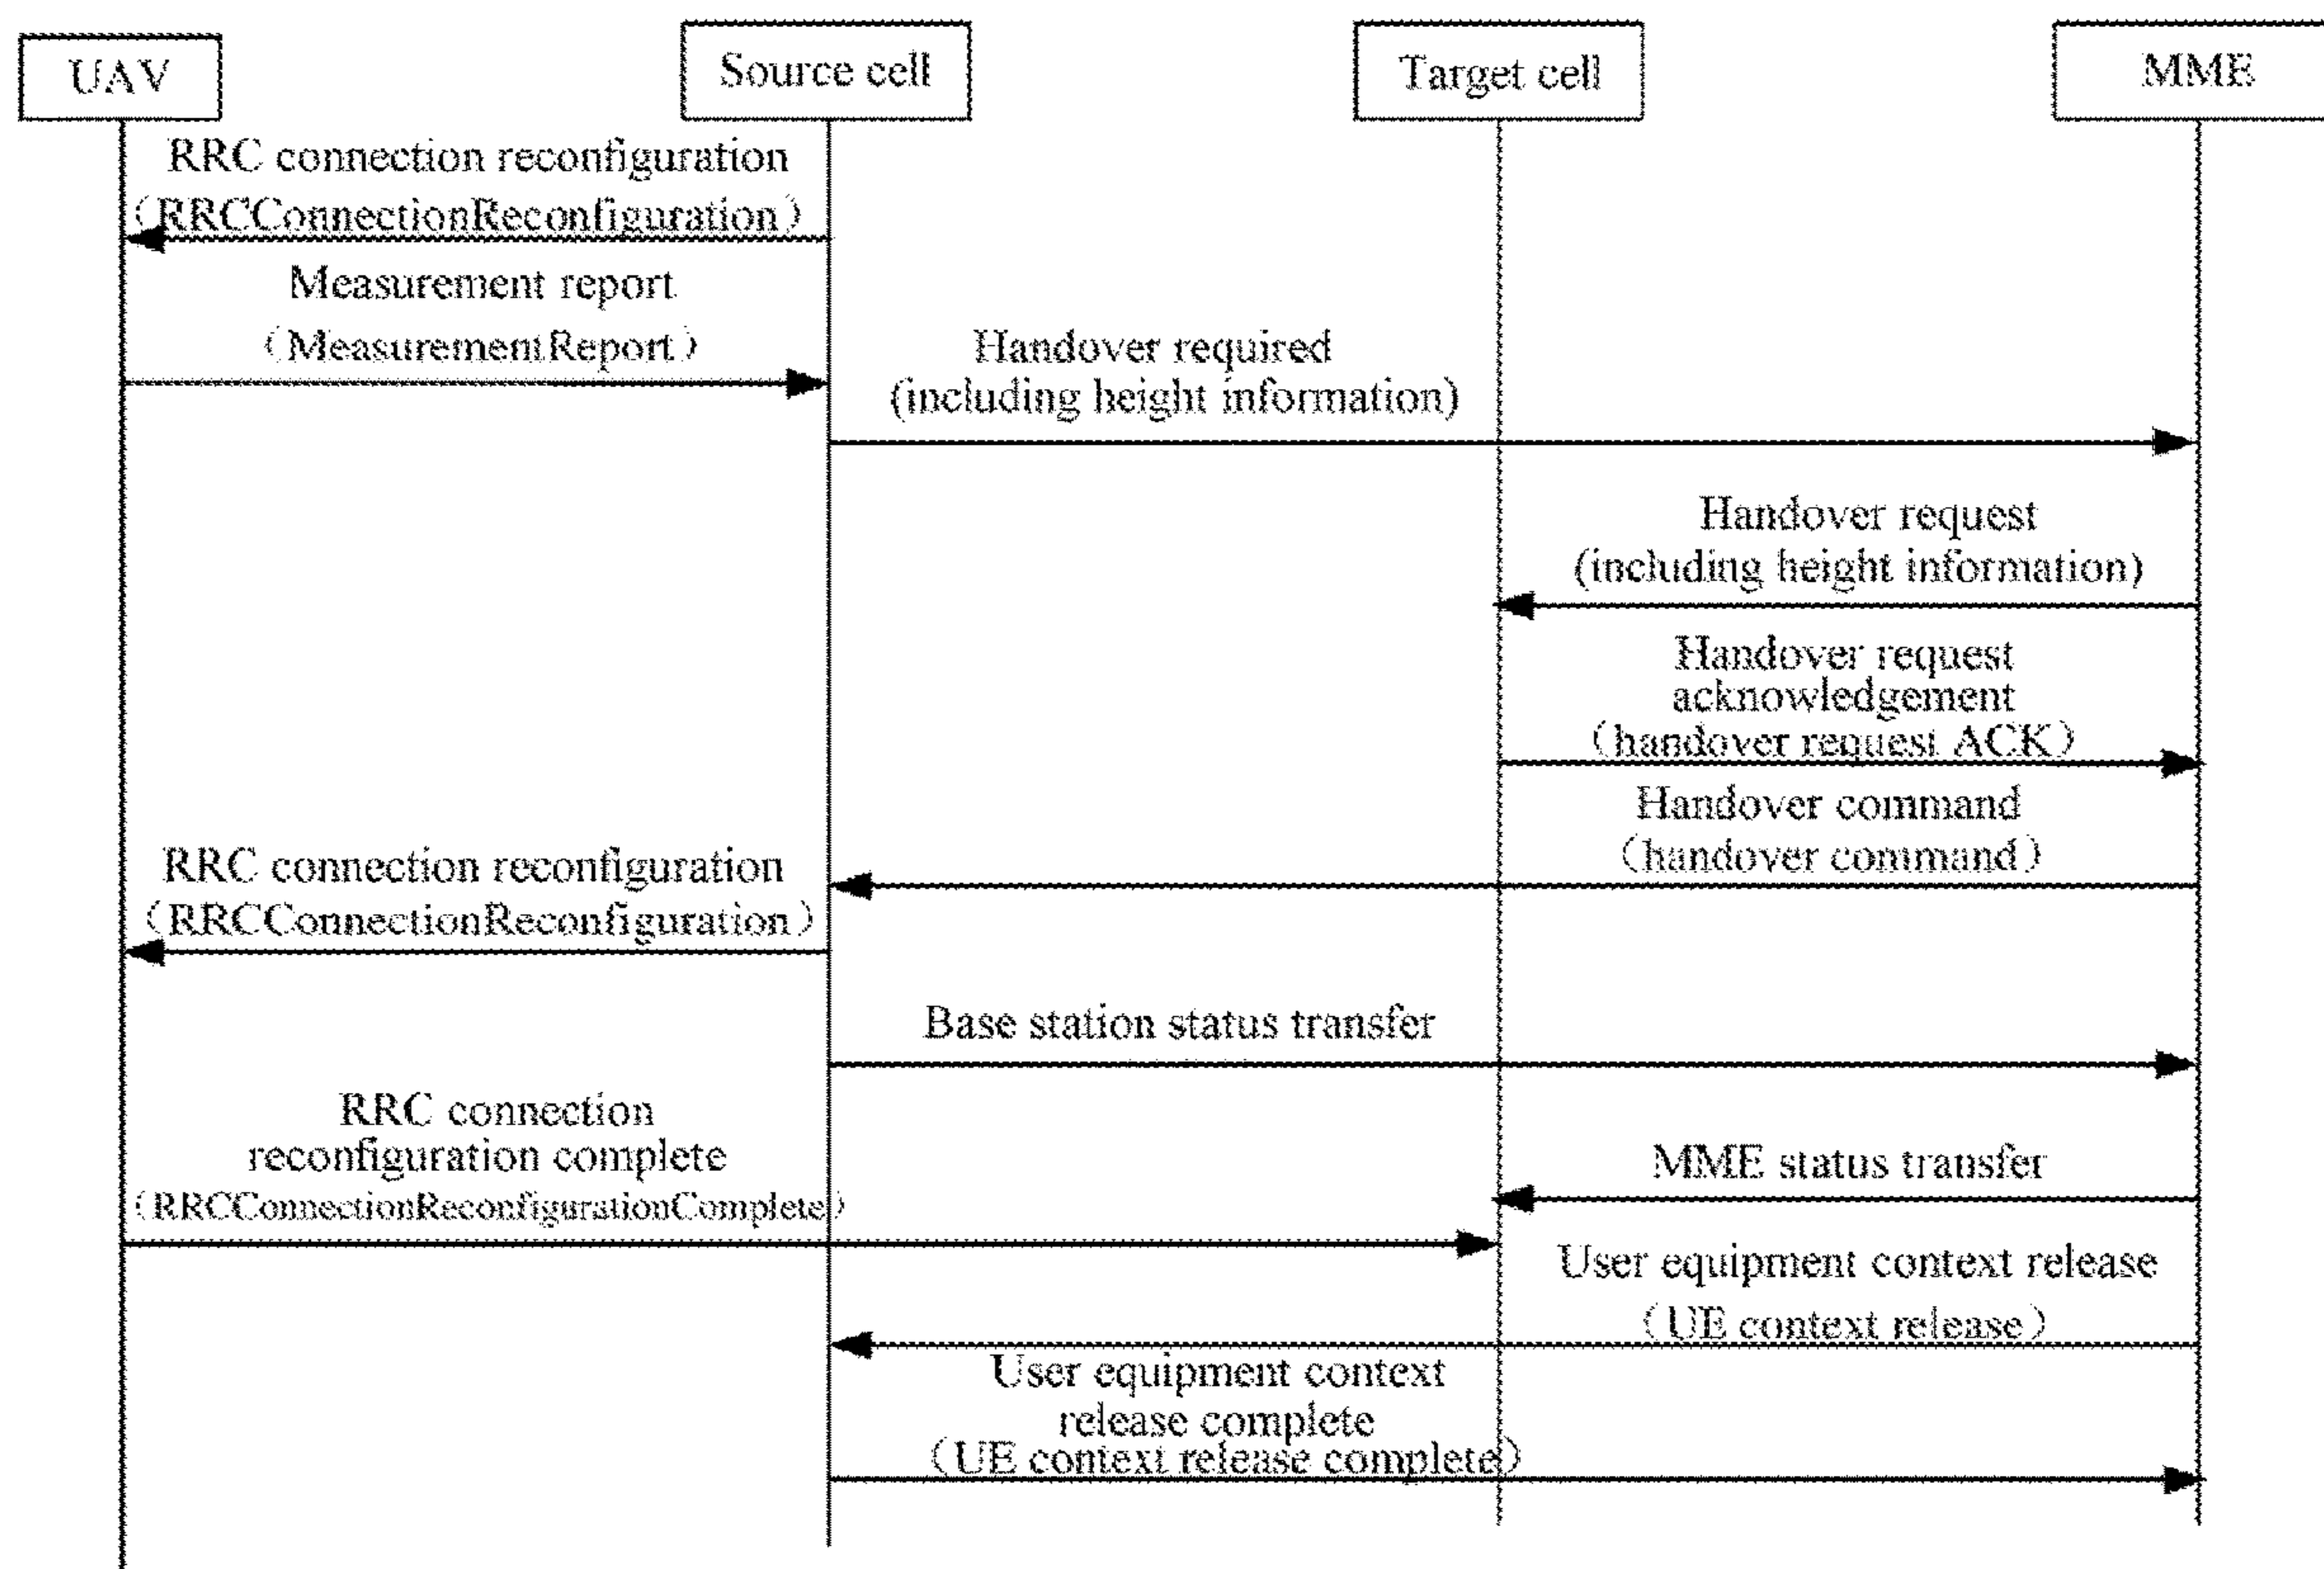 UAV
Source cell
Target cell
MME
RRC connection reconfiguration
(RRCConnectionReconfiguration)
Measurement report
(MeasurementReport)
Handover required
(including height information)
Handover request
(including height information)
Handover request
acknowledgement
(handover request ACK)
Handover command
(handover command)
RRC connection reconfiguration
(RRCConnectionReconfiguration)
Base station status transfer
RRC connection
reconfiguration complete
(RRCConnectionReconfigurationComplete)
MME status transfer
User equipment context release
(UE context release)
User equipment context
release complete
(UE context release complete)